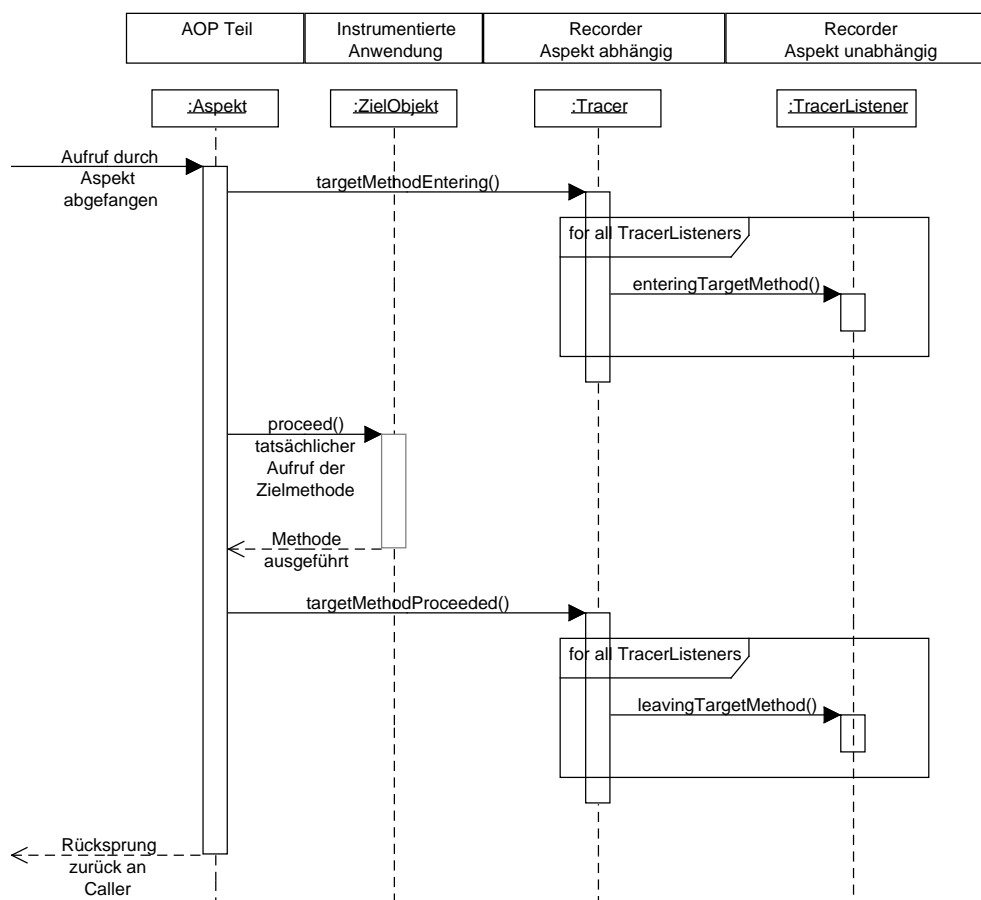 AOP Teil
Instrumentierte
Anwendung
Recorder
Aspekt abhängig
Recorder
Aspekt unabhängig
:Aspekt
:ZielObjekt
:Tracer
:TracerListener
Aufruf durch
Aspekt
abgefangen
targetMethodEntering()
for all TracerListeners
enteringTargetMethod()
proceed()
tatsächlicher
Aufruf der
Zielmethode
Methode
ausgeführt
targetMethodProceeded()
for all TracerListeners
leavingTargetMethod()
Rücksprung
zurück an
Caller